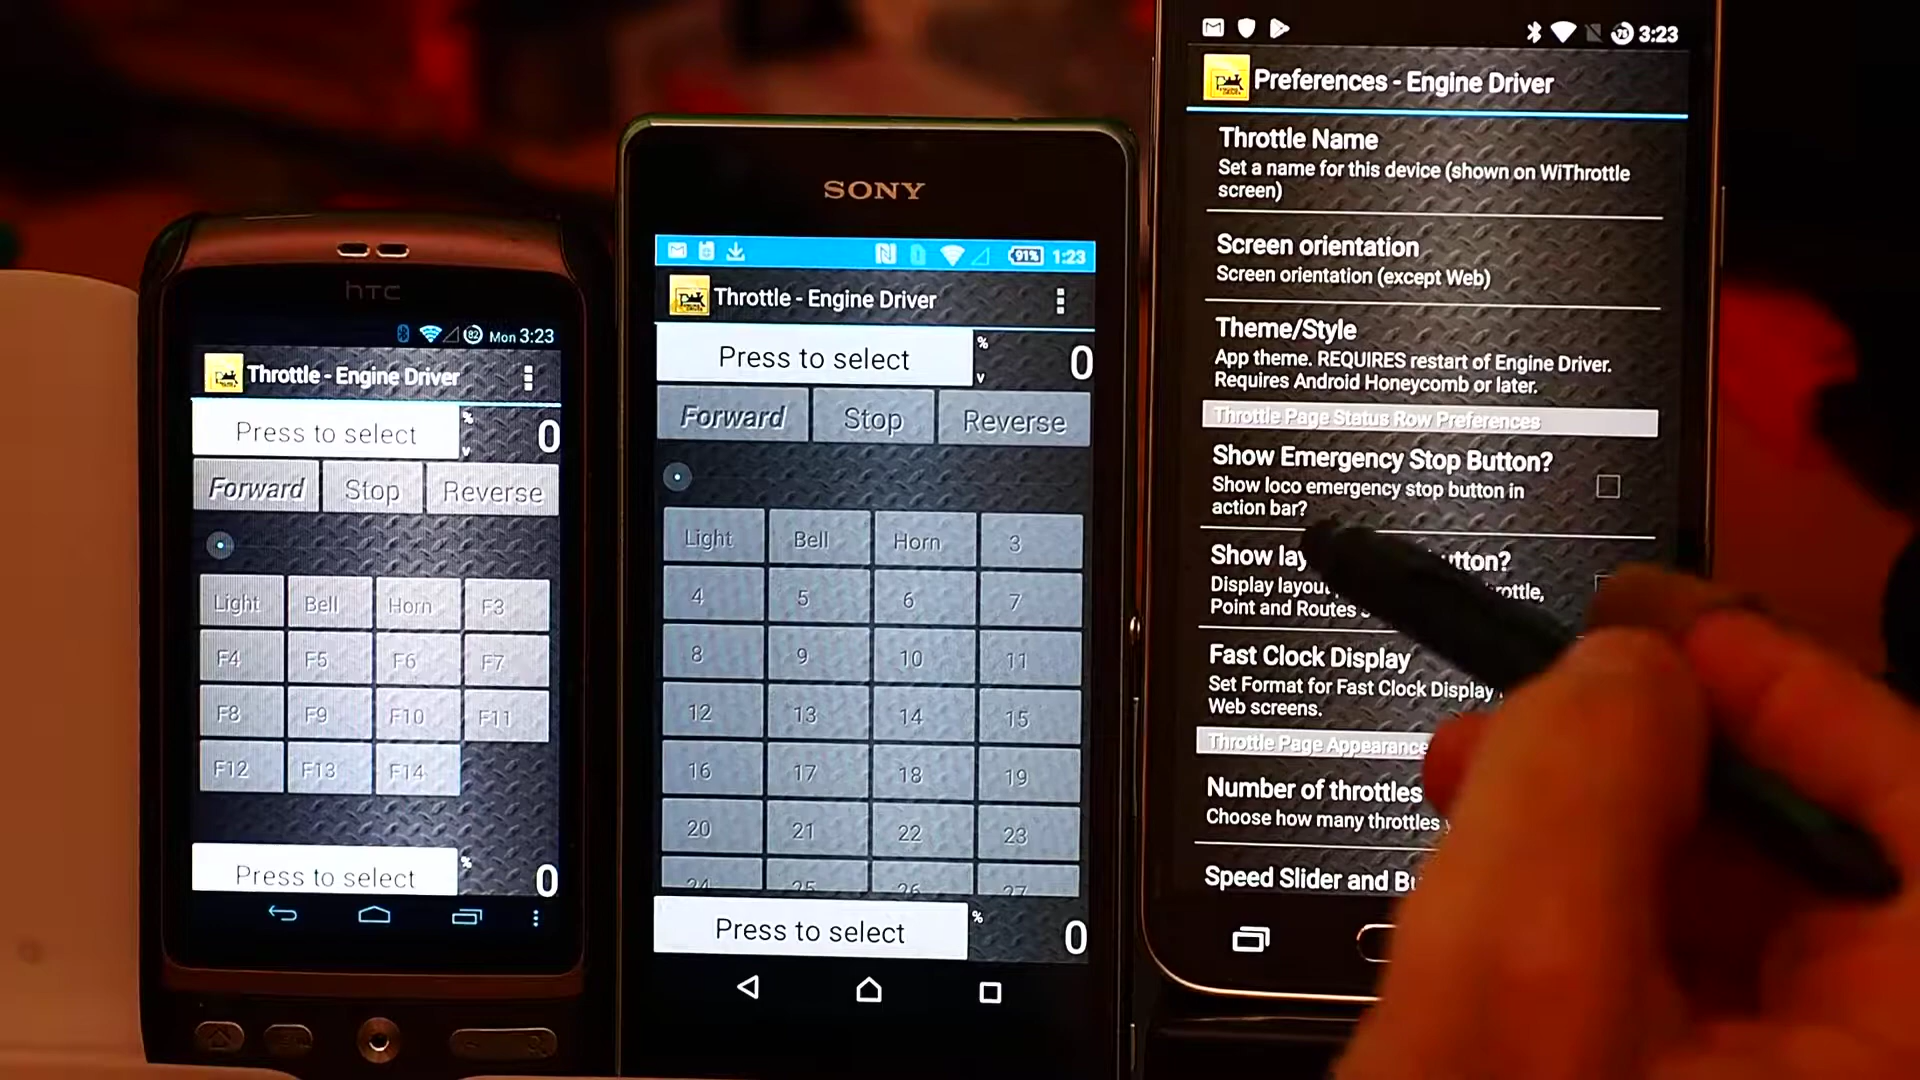 hTC
Mon 3:23
Throttle - Engine Driver
Press to select
%
v
0
Forward
Stop
Reverse
Light
Bell
Horn
F3
F4
F5
F6
F7
F8
F9
F10
F11
F12
F13
F14
Press to select
%
0
SONY
91%
1:23
Throttle - Engine Driver
Press to select
%
v
0
Forward
Stop
Reverse
Light
Bell
Horn
3
4
5
6
7
8
9
10
11
12
13
14
15
16
17
18
19
20
21
22
23
24
25
26
27
Press to select
%
0
3:23
Preferences - Engine Driver
Throttle Name
Set a name for this device (shown on WiThrottle
screen)
Screen orientation
Screen orientation (except Web)
Theme/Style
App theme. REQUIRES restart of Engine Driver.
Requires Android Honeycomb or later.
Throttle Page Status Row Preferences
Show Emergency Stop Button?
Show loco emergency stop button in
action bar?
Show
Display layout
Point and Routes
Fast Clock Display
Set Format for Fast Clock Display
Web screens.
Throttle Page Appearance
Number of throttles
Choose how many throttles
Speed Slider and